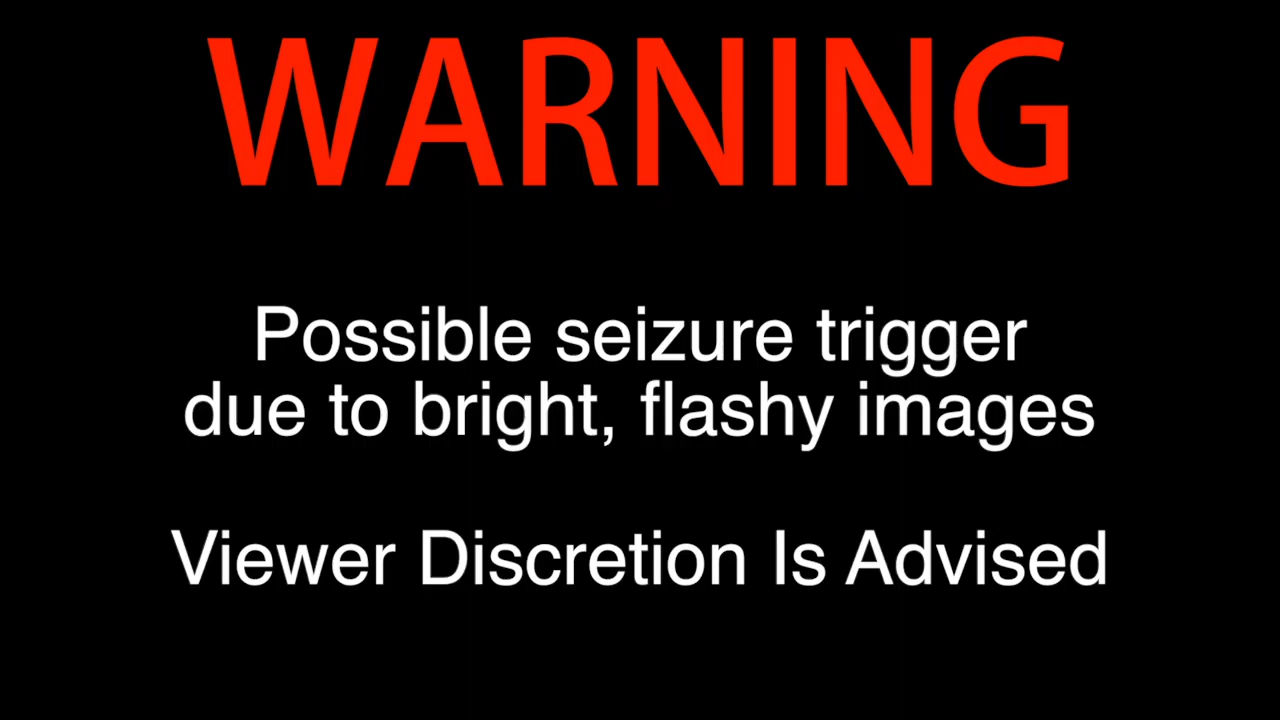 WARNING
Possible seizure trigger
due to bright, flashy images
Viewer Discretion Is Advised